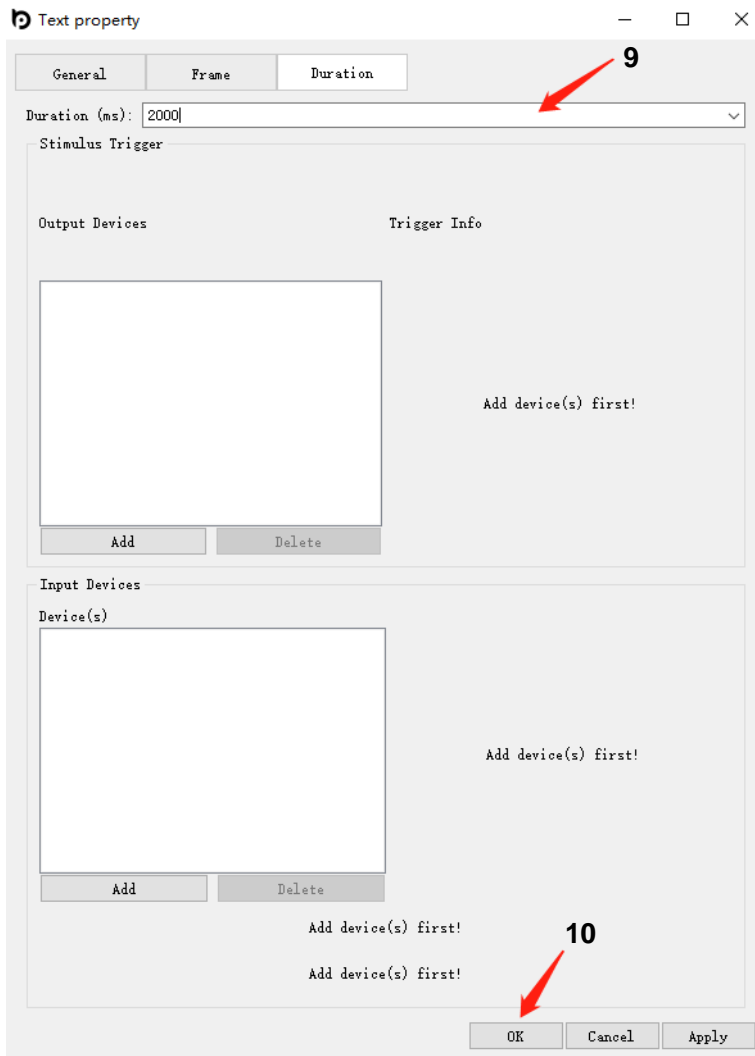 Text property
General Frame Duration
9
Duration (ms): 2000
Stimulus Trigger
Output Devices Trigger Info
Add device(s) first!
Add Delete
Input Devices
Device(s)
Add device(s) first!
Add Delete
Add device(s) first!
10
Add device(s) first!
OK Cancel Apply